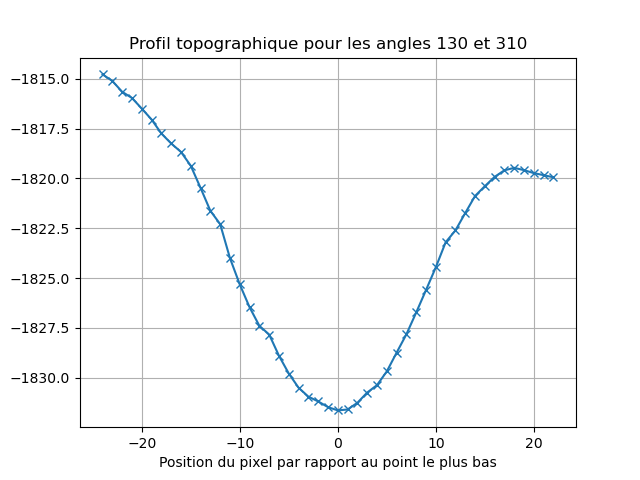 Profil topographique pour les angles 130 et 310
−1815.0
−1817.5
−1820.0
−1822.5
−1825.0
−1827.5
−1830.0
−20 −10 0 10 20
Position du pixel par rapport au point le plus bas